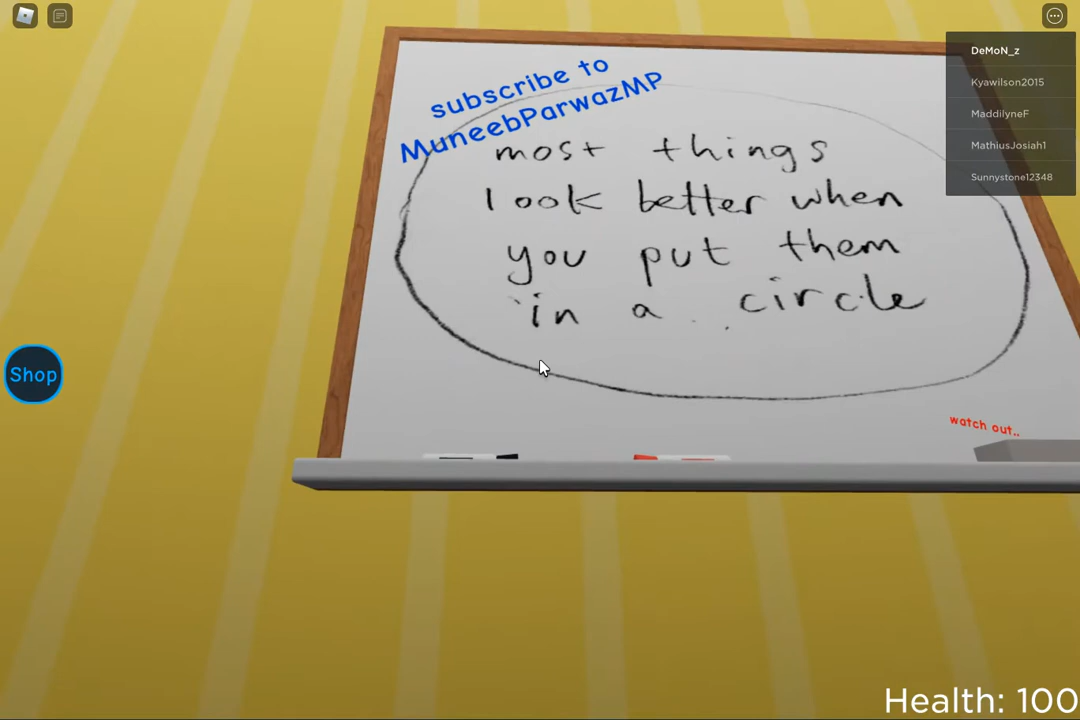 subscribe to
MuneebParwazMP
most things
look better when
you put them
in a circle
watch out..
DeMoN_z
Kyawilson2015
MaddilyneF
MathiusJosiah1
Sunnystone12348
Shop
Health: 100